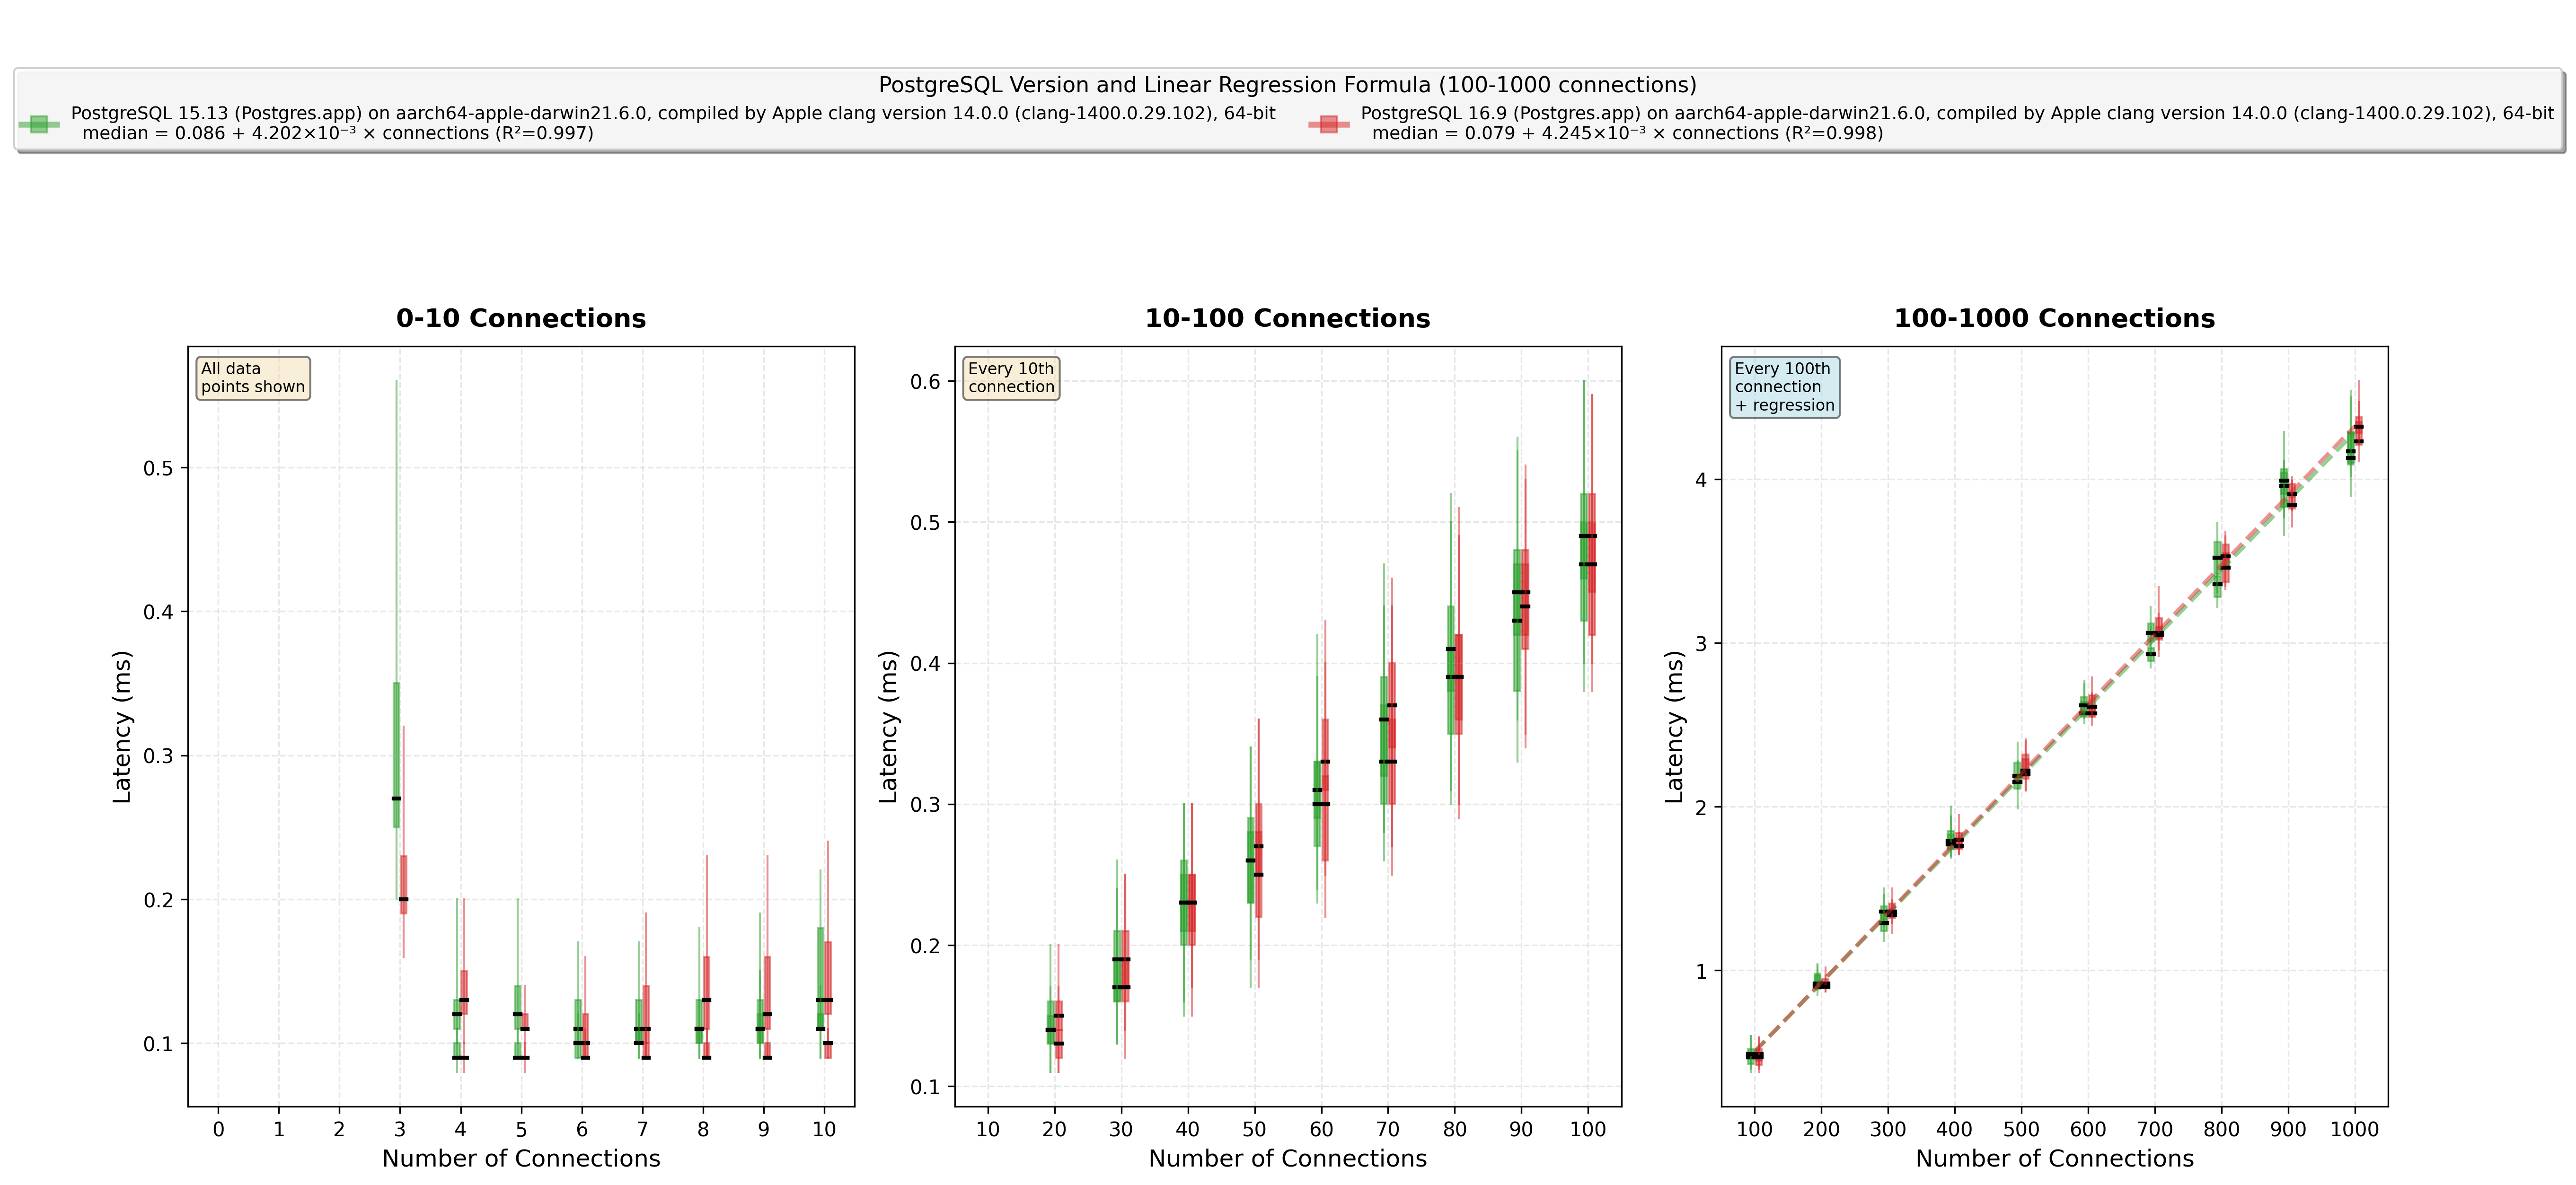 PostgreSQL Version and Linear Regression Formula (100-1000 connections)
PostgreSQL 15.13 (Postgres.app) on aarch64-apple-darwin21.6.0, compiled by Apple clang version 14.0.0 (clang-1400.0.29.102), 64-bit
median = 0.086 + 4.202×10⁻³ × connections (R²=0.997)
PostgreSQL 16.9 (Postgres.app) on aarch64-apple-darwin21.6.0, compiled by Apple clang version 14.0.0 (clang-1400.0.29.102), 64-bit
median = 0.079 + 4.245×10⁻³ × connections (R²=0.998)
0-10 Connections
All data
points shown
0.5
0.4
0.3
0.2
0.1
Latency (ms)
0 1 2 3 4 5 6 7 8 9 10
Number of Connections
10-100 Connections
Every 10th
connection
0.6
0.5
0.4
0.3
0.2
0.1
Latency (ms)
10 20 30 40 50 60 70 80 90 100
Number of Connections
100-1000 Connections
Every 100th
connection
+ regression
4
3
2
1
Latency (ms)
100 200 300 400 500 600 700 800 900 1000
Number of Connections